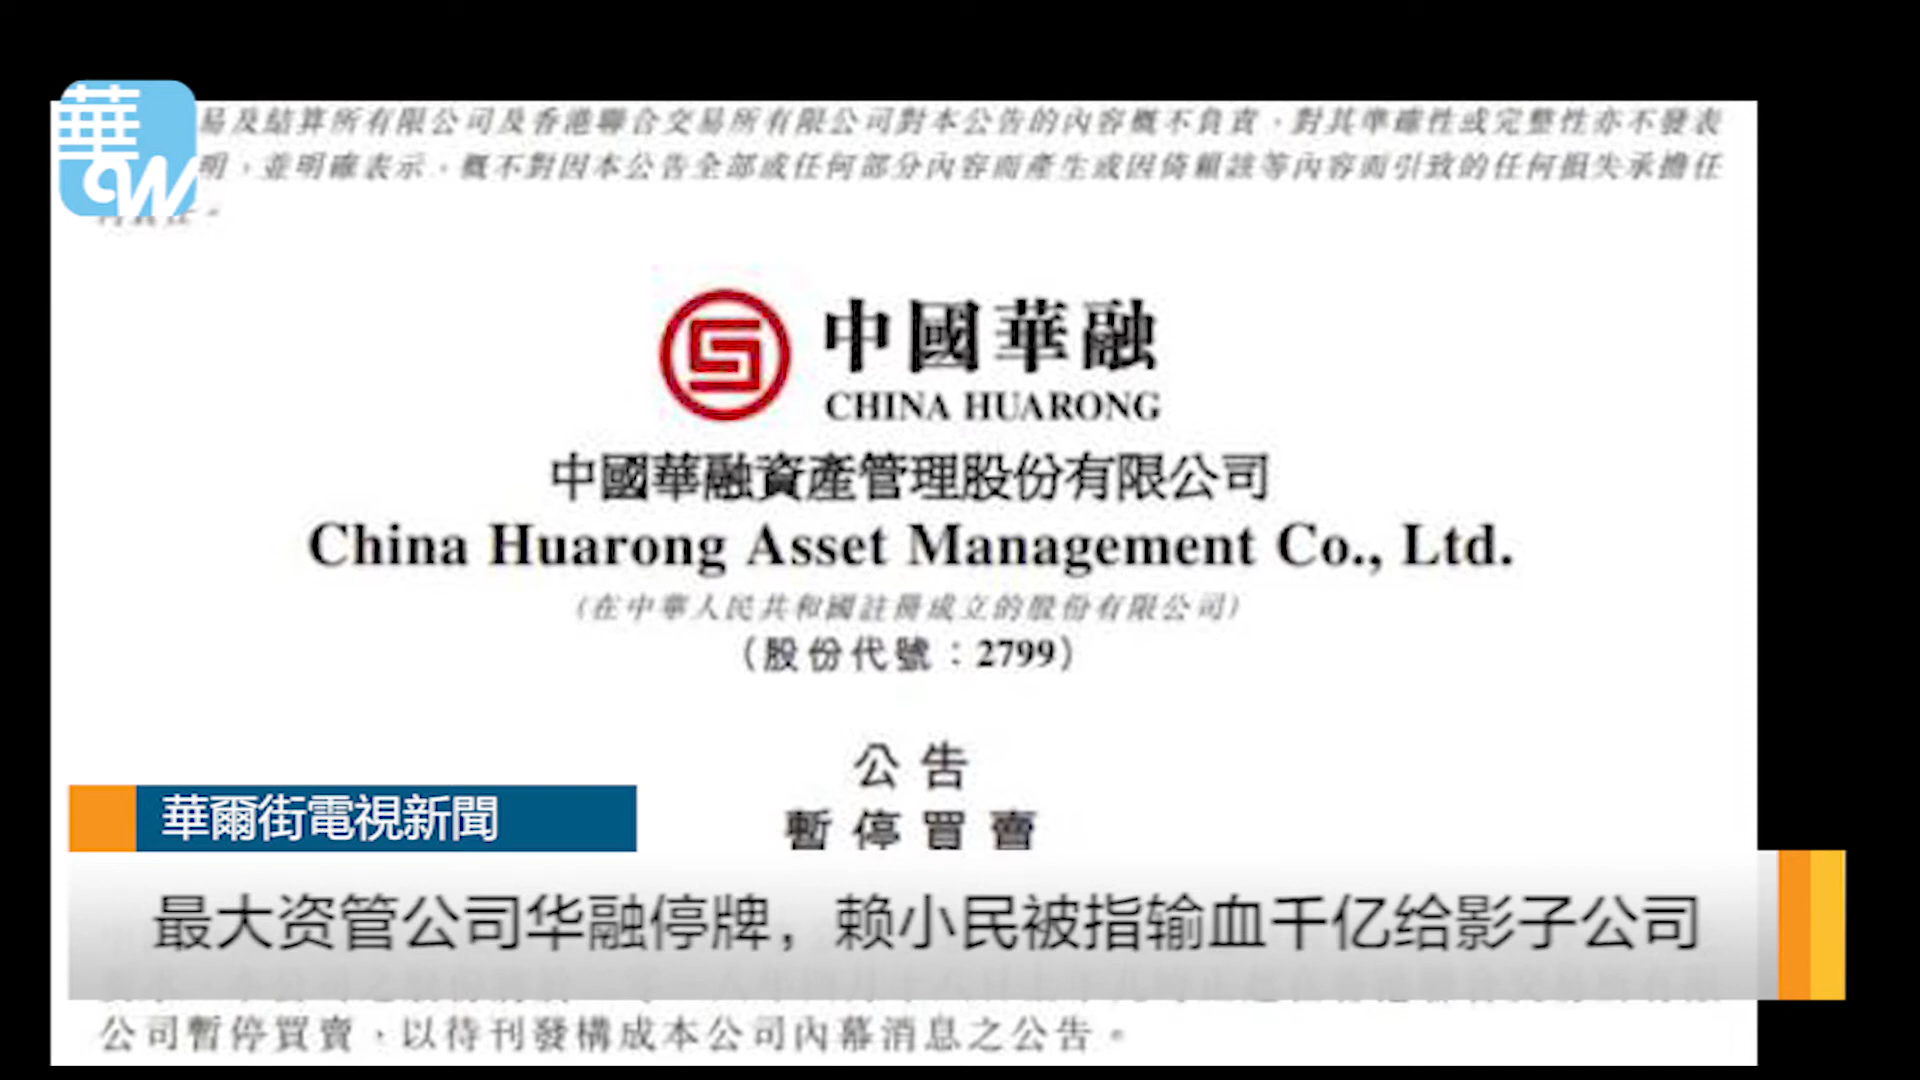 華
W
易及結算所有限公司及香港聯合交易所有限公司對本公告的內容概不負責，對其準確性或完整性亦不發表
明，並明確表示，概不對因本公告全部或任何部分內容而產生或因倚賴該等內容而引致的任何損失承擔任
中國華融
CHINA HUARONG
中國華融資產管理股份有限公司
China Huarong Asset Management Co., Ltd.
（在中華人民共和國註冊成立的股份有限公司）
（股份代號：2799）
公告
暫停買賣
華爾街電視新聞
最大资管公司华融停牌，赖小民被指输血千亿给影子公司
公司暫停買賣，以待刊發構成本公司內幕消息之公告。